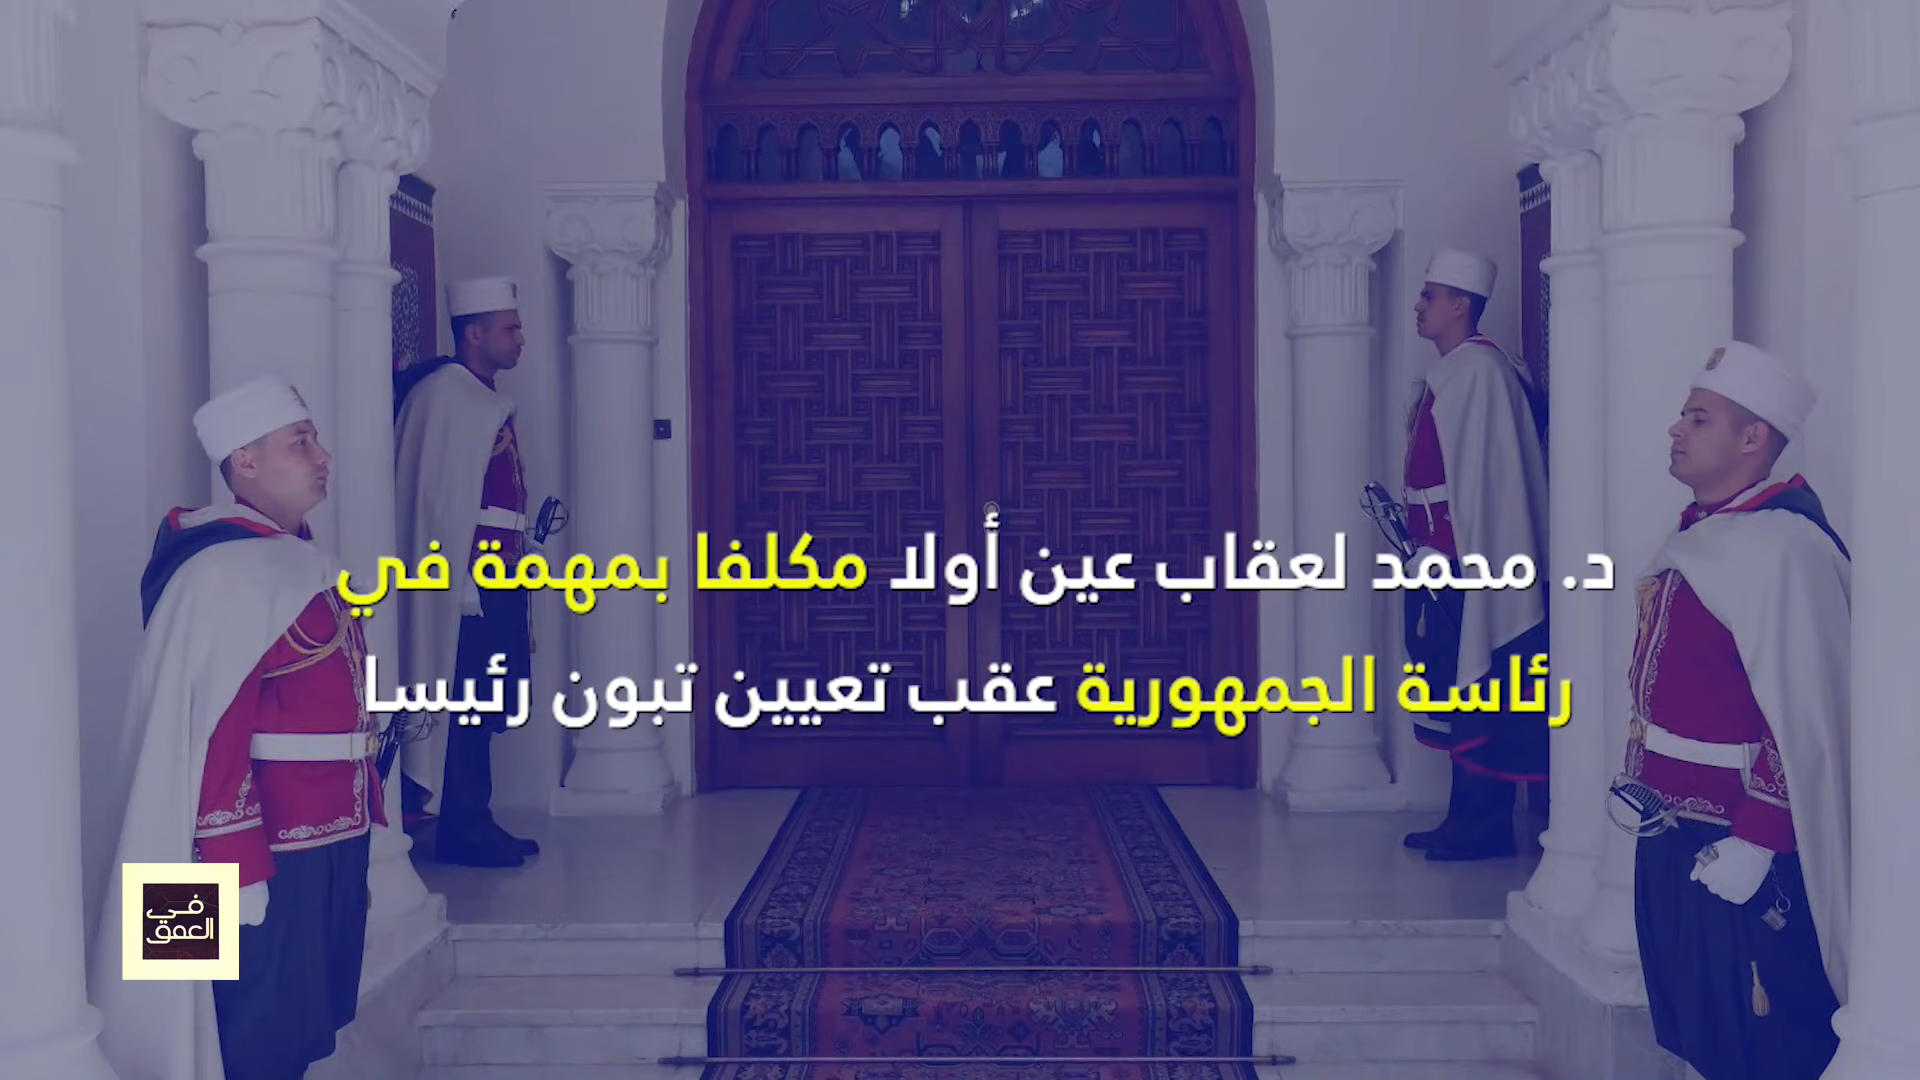 د. محمد لعقاب عين أولا مكلفا بمهمة في
رئاسة الجمهورية عقب تعيين تبون رئيسا
في
العمق